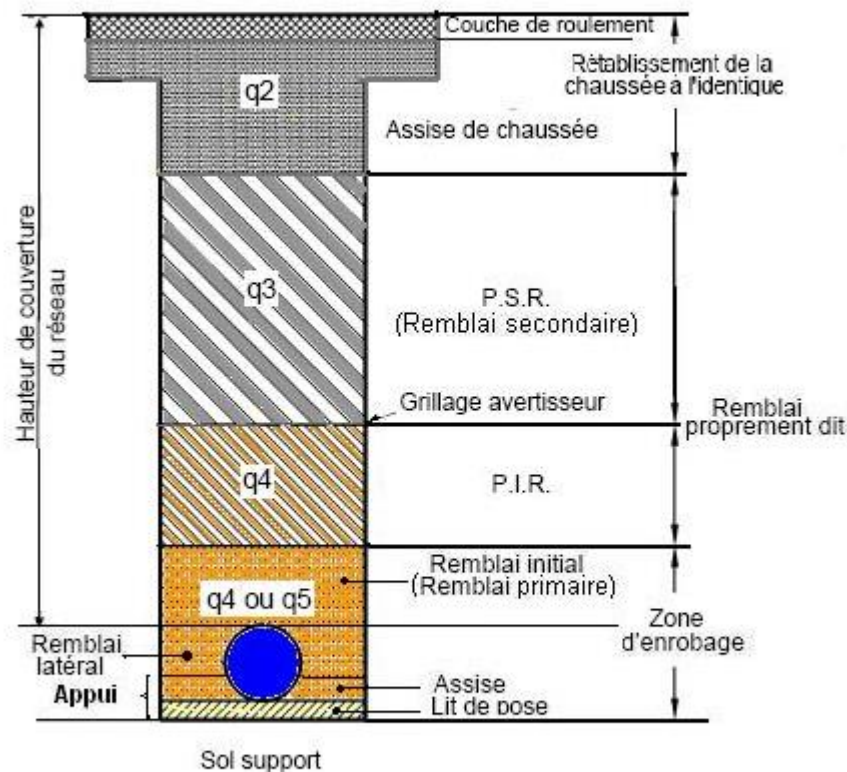 Couche de roulement
Rétablissement de la
chaussée à l'identique
q2
Assise de chaussée
Hauteur de couverture
du réseau
q3
P.S.R.
(Remblai secondaire)
Grillage avertisseur
Remblai
proprement dit
q4
P.I.R.
Remblai initial
(Remblai primaire)
q4 ou q5
Zone
d'enrobage
Remblai
latéral
Appui
Assise
Lit de pose
Sol support